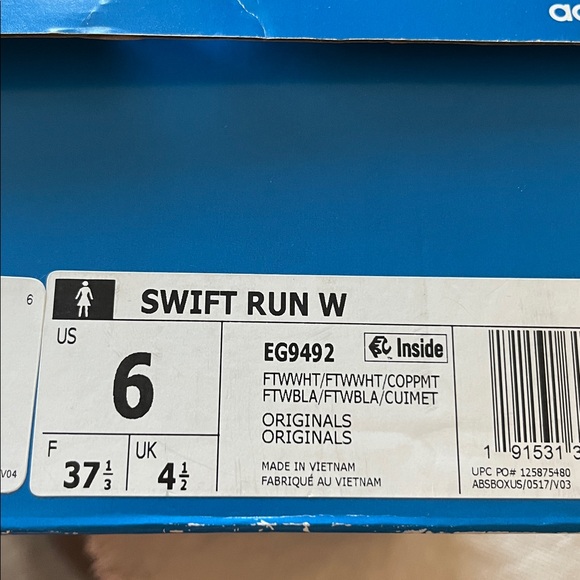 6
SWIFT RUN W
US
6
F
37 1/3
UK
4 1/2
EG9492
Inside
FTWWHT/FTWWHT/COPPMT
FTWBLA/FTWBLA/CUIMET
ORIGINALS
ORIGINALS
MADE IN VIETNAM
FABRIQUÉ AU VIETNAM
1 91531 3
UPC PO# 125875480
ABSBOXUS/0517/V03
V04